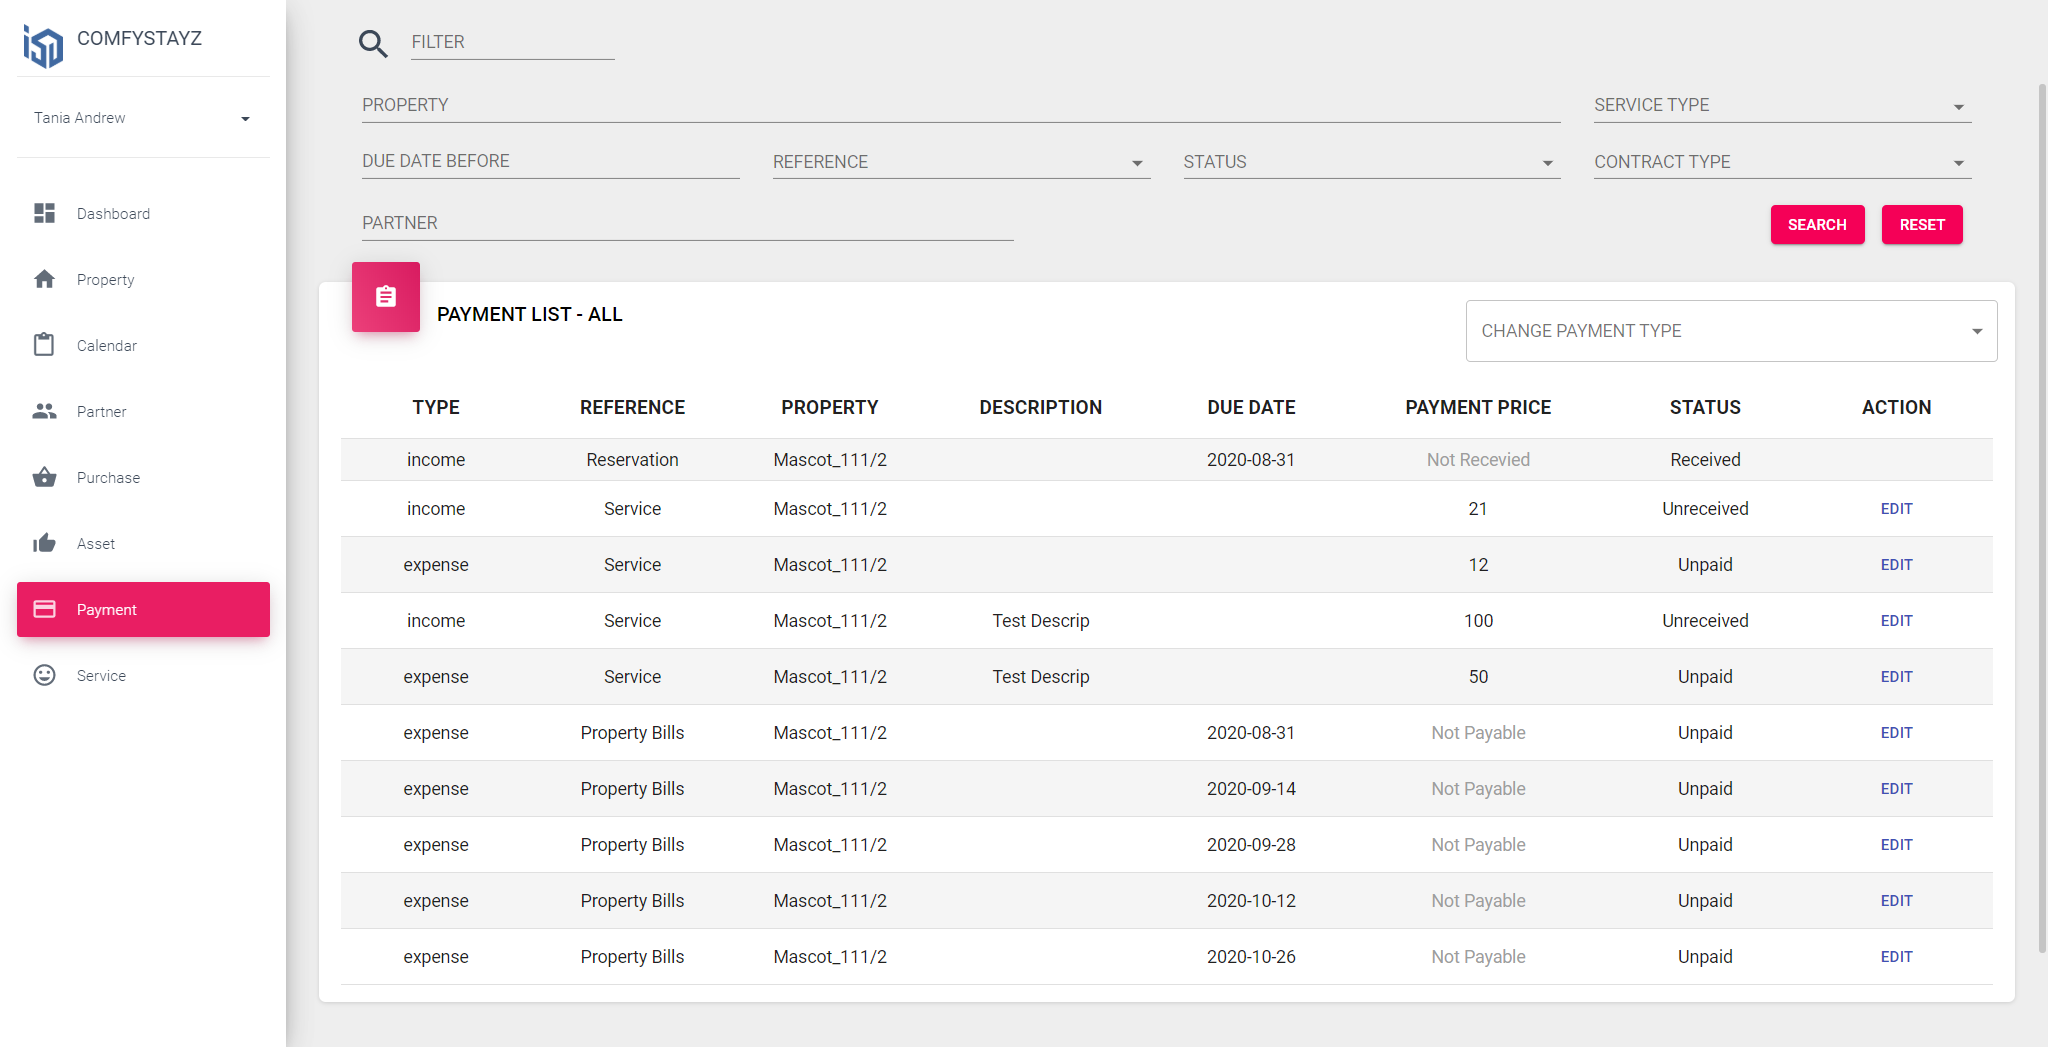 COMFYSTAYZ
Tania Andrew
Dashboard
Property
Calendar
Partner
Purchase
Asset
Payment
Service
FILTER
PROPERTY SERVICE TYPE
DUE DATE BEFORE REFERENCE STATUS CONTRACT TYPE
PARTNER SEARCH RESET
PAYMENT LIST - ALL CHANGE PAYMENT TYPE
TYPE REFERENCE PROPERTY DESCRIPTION DUE DATE PAYMENT PRICE STATUS ACTION
income Reservation Mascot_111/2 2020-08-31 Not Recevied Received
income Service Mascot_111/2 21 Unreceived EDIT
expense Service Mascot_111/2 12 Unpaid EDIT
income Service Mascot_111/2 Test Descrip 100 Unreceived EDIT
expense Service Mascot_111/2 Test Descrip 50 Unpaid EDIT
expense Property Bills Mascot_111/2 2020-08-31 Not Payable Unpaid EDIT
expense Property Bills Mascot_111/2 2020-09-14 Not Payable Unpaid EDIT
expense Property Bills Mascot_111/2 2020-09-28 Not Payable Unpaid EDIT
expense Property Bills Mascot_111/2 2020-10-12 Not Payable Unpaid EDIT
expense Property Bills Mascot_111/2 2020-10-26 Not Payable Unpaid EDIT